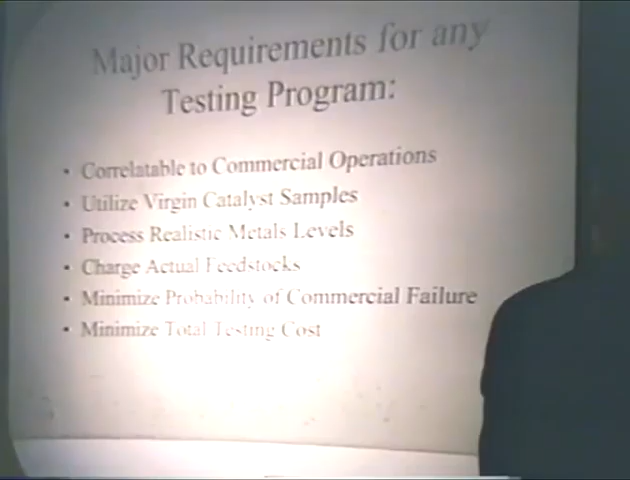 Major Requirements for any
Testing Program:
• Correlatable to Commercial Operations
• Utilize Virgin Catalyst Samples
• Process Realistic Metals Levels
• Charge Actual Feedstocks
• Minimize Probability of Commercial Failure
• Minimize Total Testing Cost